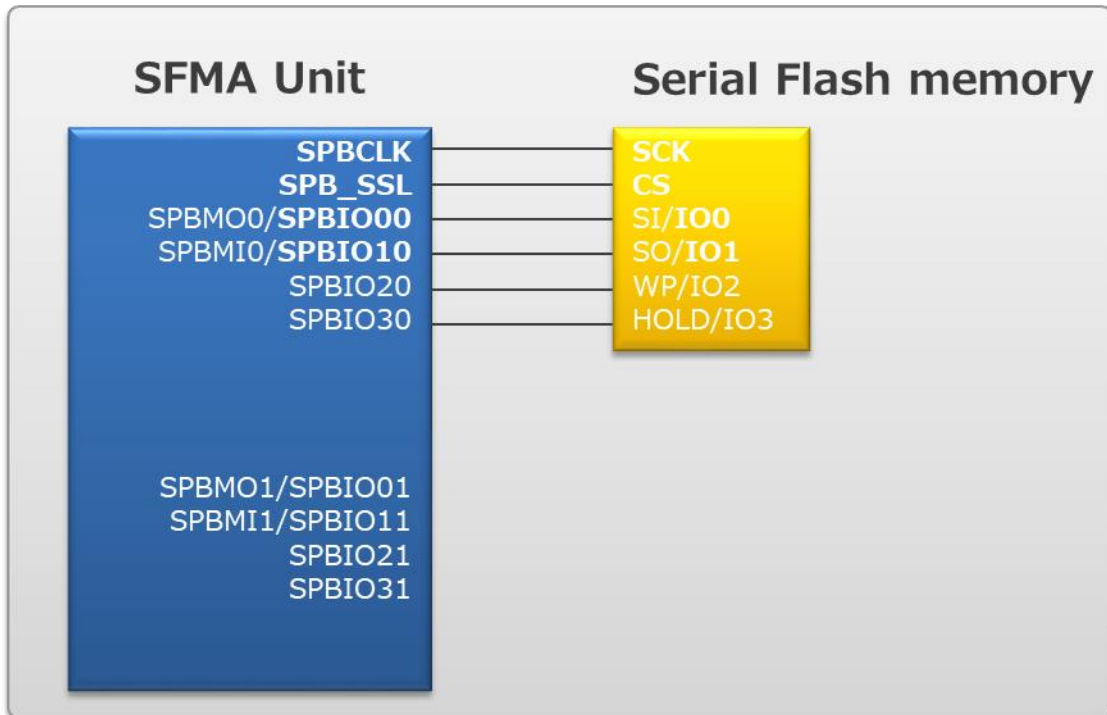 SFMA Unit
Serial Flash memory
SPBCLK
SPB_SSL
SPBMO0/SPBIO00
SPBMI0/SPBIO10
SPBIO20
SPBIO30
SPBMO1/SPBIO01
SPBMI1/SPBIO11
SPBIO21
SPBIO31
SCK
CS
SI/IO0
SO/IO1
WP/IO2
HOLD/IO3